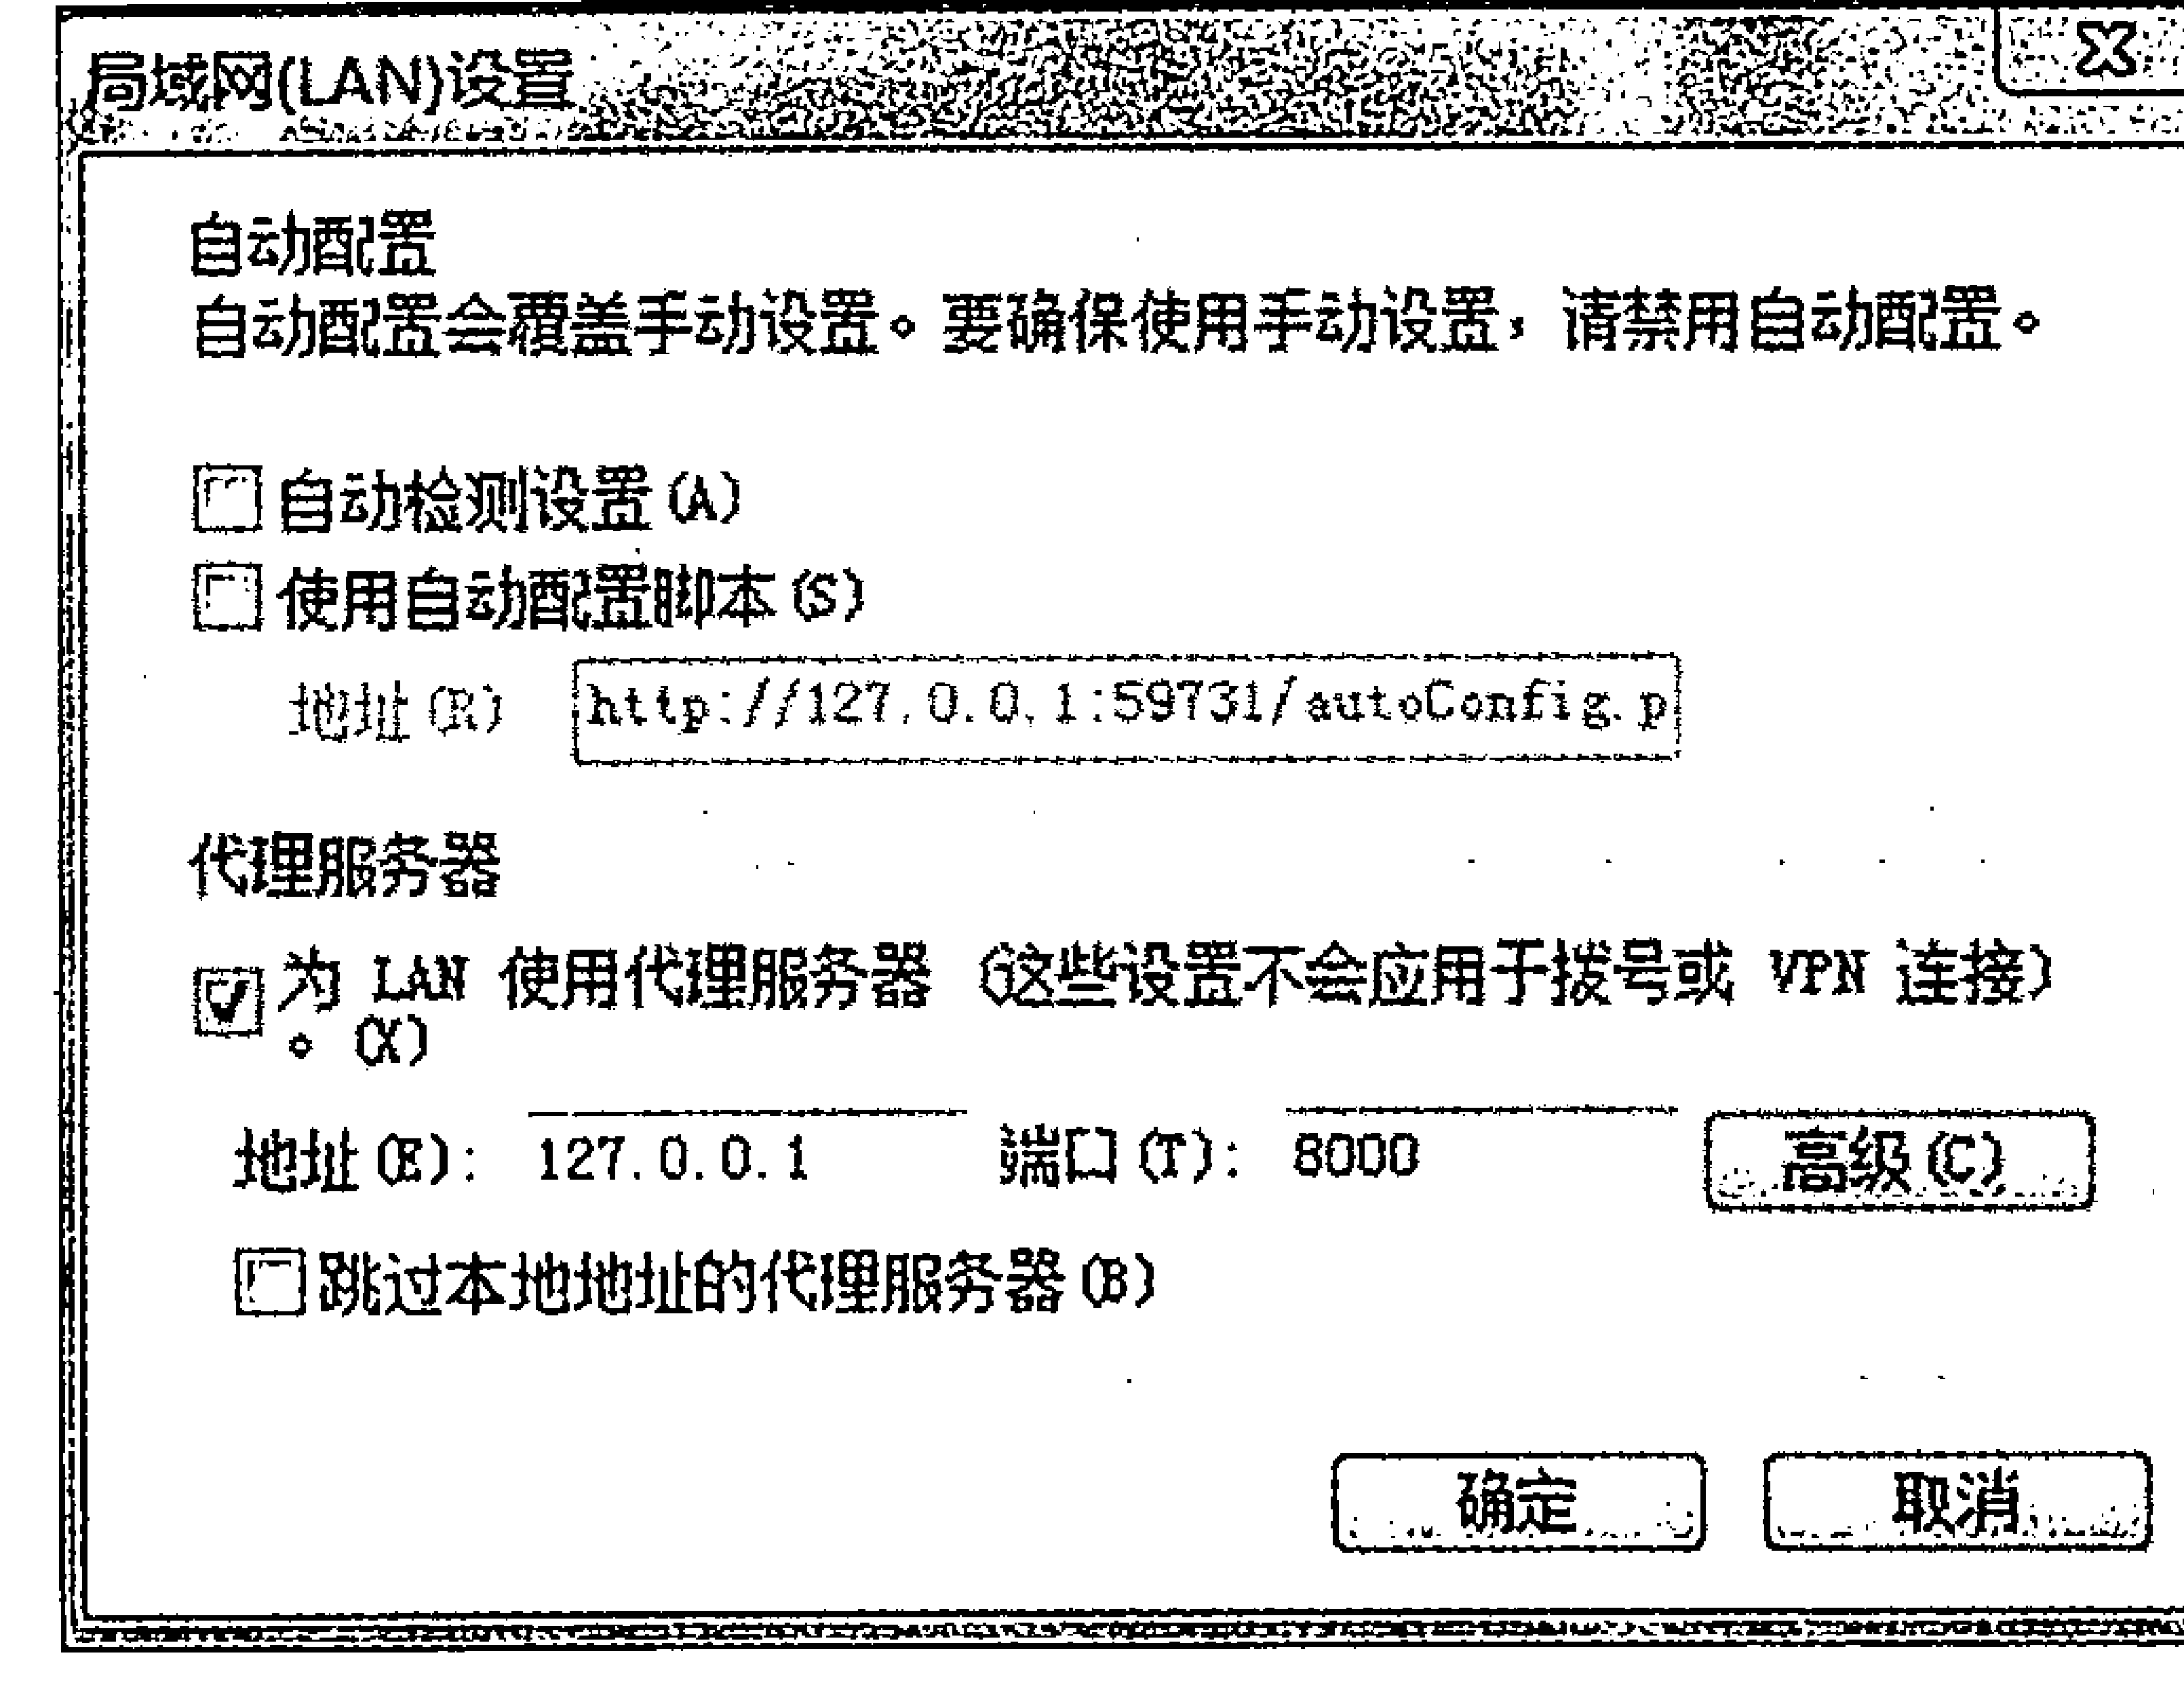 局域网(LAN)设置
自动配置
自动配置会覆盖手动设置。要确保使用手动设置，请禁用自动配置。
自动检测设置(A)
使用自动配置脚本(S)
地址(R) http://127.0.0.1:59731/autoConfig.p
代理服务器
为 LAN 使用代理服务器 (这些设置不会应用于拨号或 VPN 连接)
。(X)
地址(E): 127.0.0.1 端口(T): 8000 高级(C)
跳过本地地址的代理服务器(B)
确定 取消